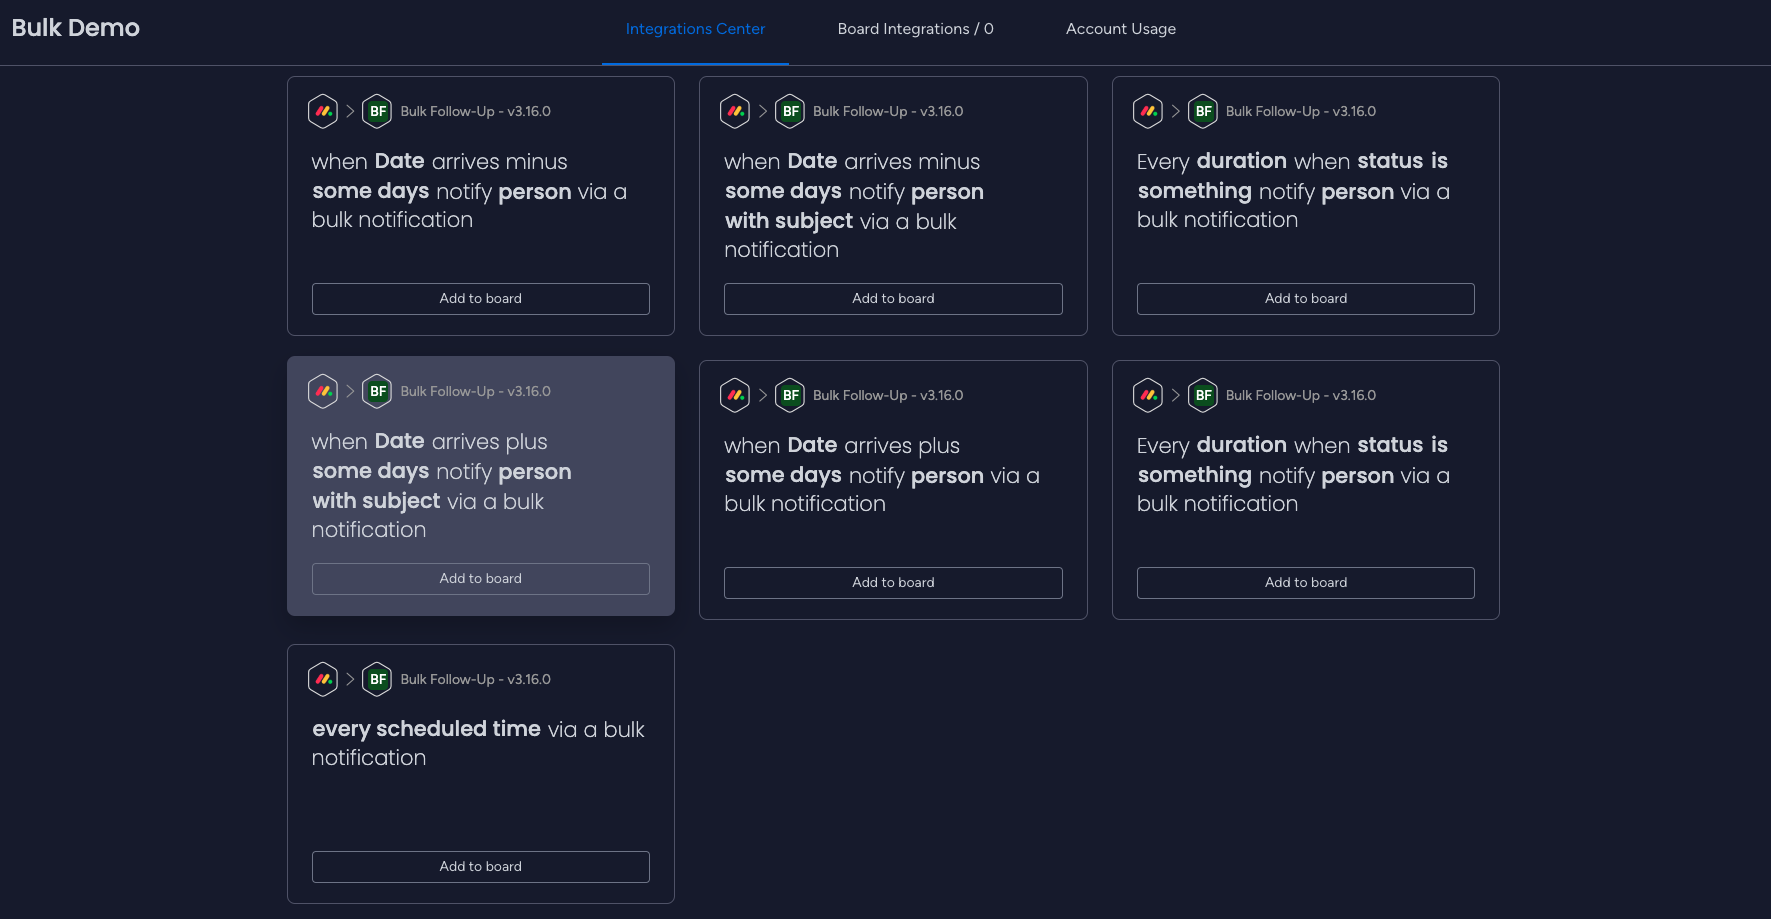 Bulk Demo
Integrations Center
Board Integrations / 0
Account Usage
BF Bulk Follow-Up - v3.16.0
when Date arrives minus
some days notify person via a
bulk notification
Add to board
BF Bulk Follow-Up - v3.16.0
when Date arrives minus
some days notify person
with subject via a bulk
notification
Add to board
BF Bulk Follow-Up - v3.16.0
Every duration when status is
something notify person via a
bulk notification
Add to board
BF Bulk Follow-Up - v3.16.0
when Date arrives plus
some days notify person
with subject via a bulk
notification
Add to board
BF Bulk Follow-Up - v3.16.0
when Date arrives plus
some days notify person via a
bulk notification
Add to board
BF Bulk Follow-Up - v3.16.0
Every duration when status is
something notify person via a
bulk notification
Add to board
BF Bulk Follow-Up - v3.16.0
every scheduled time via a bulk
notification
Add to board